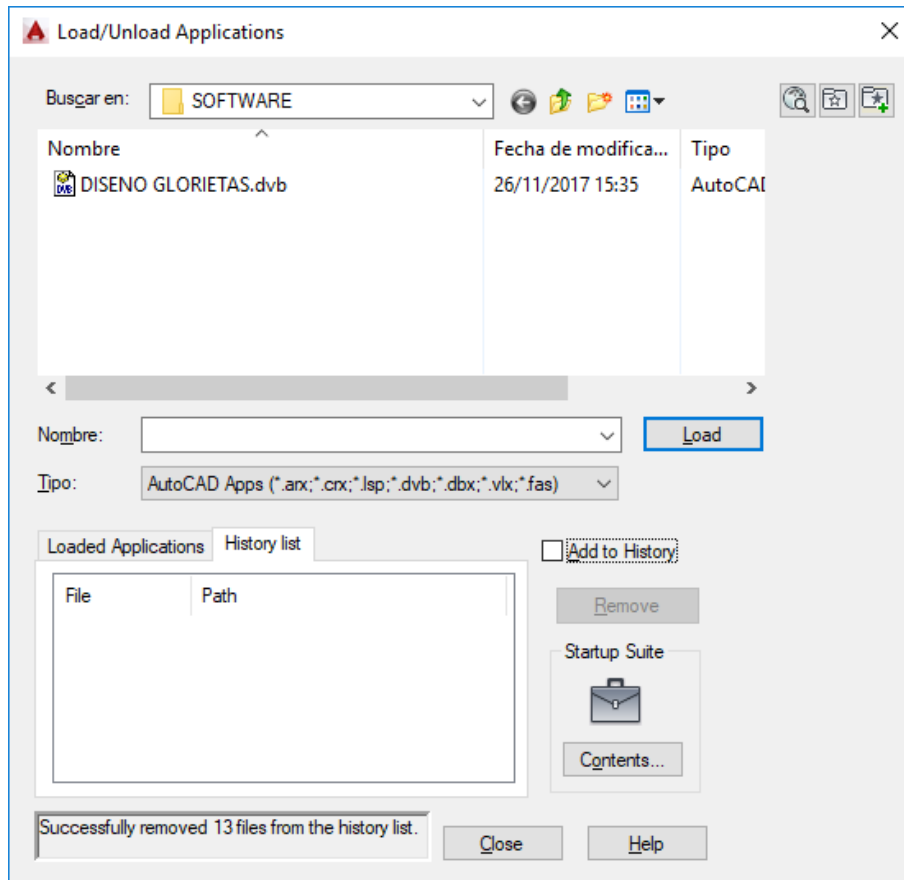 Load/Unload Applications
Buscar en: SOFTWARE
Nombre Fecha de modifica... Tipo
DISENO GLORIETAS.dvb 26/11/2017 15:35 AutoCAD
Nombre: Load
Tipo: AutoCAD Apps (*.arx;*.crx;*.lsp;*.dvb;*.dbx;*.vlx;*.fas)
Loaded Applications History list Add to History
File Path
Remove
Startup Suite
Contents...
Successfully removed 13 files from the history list. Close Help